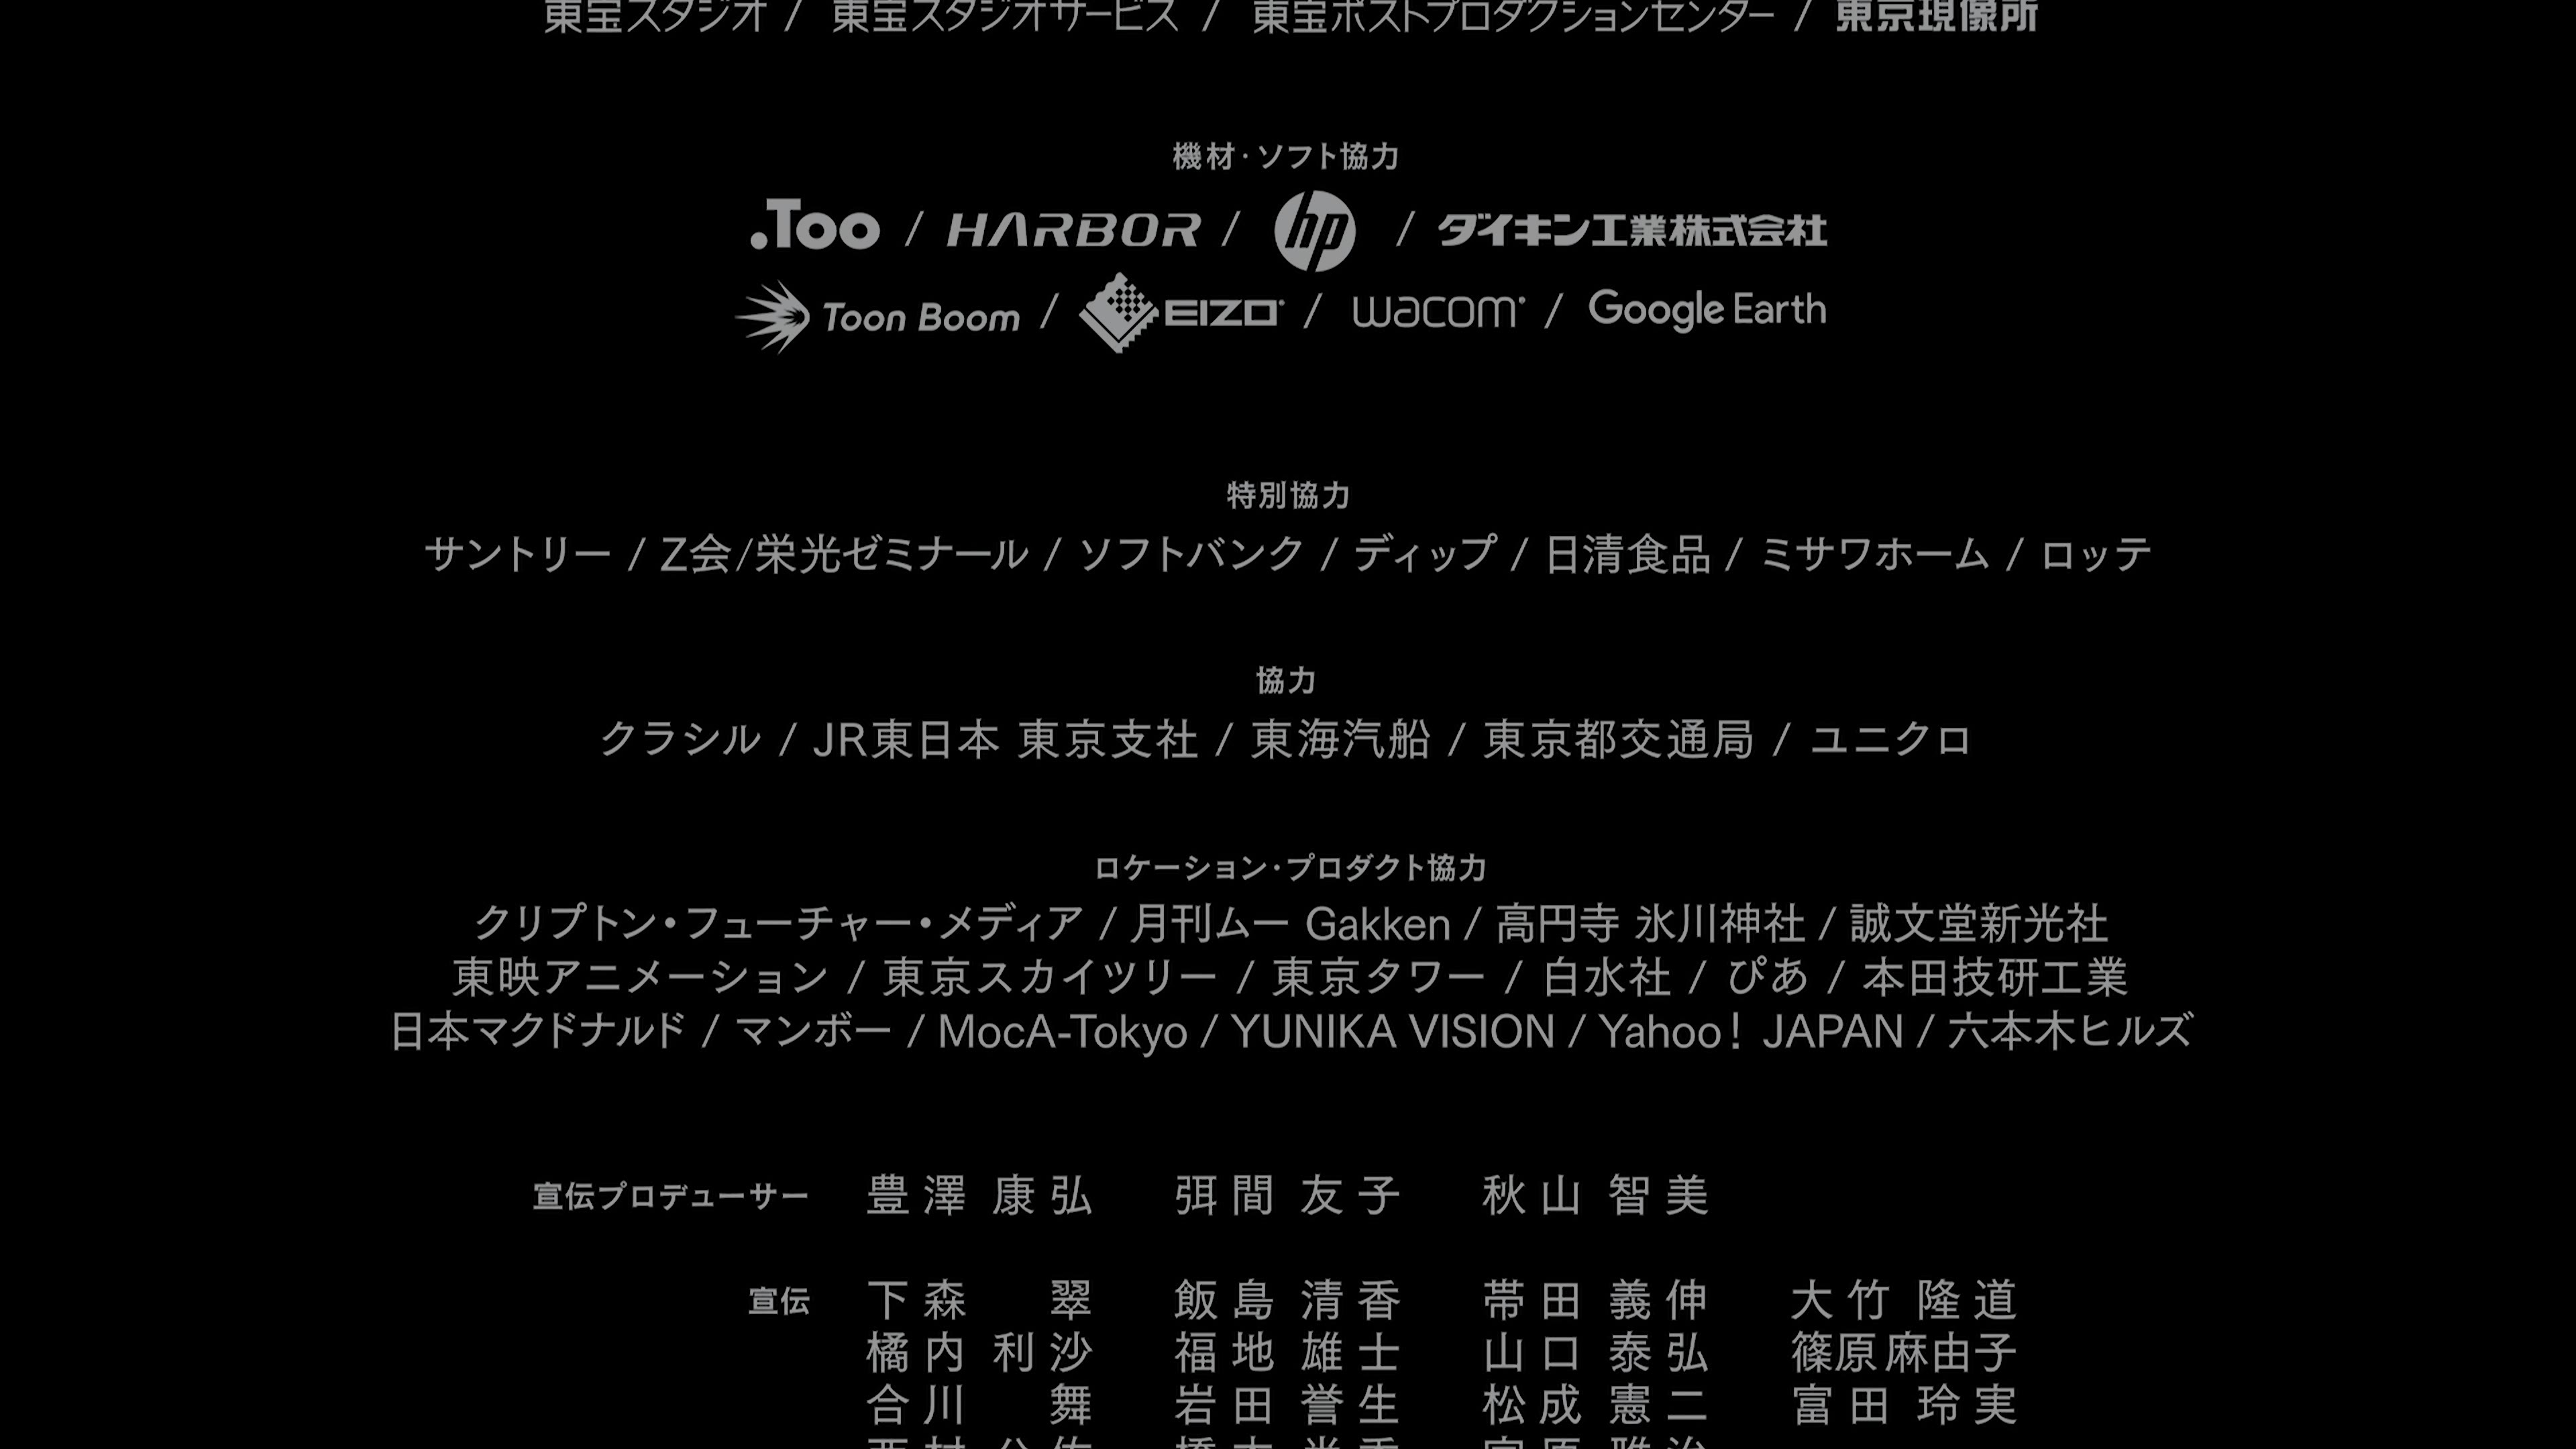 東宝スタジオ / 東宝スタジオサービス / 東宝ポストプロダクションセンター / 東京現像所
機材・ソフト協力
.Too / HARBOR / hp / ダイキン工業株式会社
Toon Boom / EIZO / wacom / Google Earth
特別協力
サントリー / Z会/栄光ゼミナール / ソフトバンク / ディップ / 日清食品 / ミサワホーム / ロッテ
協力
クラシル / JR東日本 東京支社 / 東海汽船 / 東京都交通局 / ユニクロ
ロケーション・プロダクト協力
クリプトン・フューチャー・メディア / 月刊ムー Gakken / 高円寺 氷川神社 / 誠文堂新光社
東映アニメーション / 東京スカイツリー / 東京タワー / 白水社 / ぴあ / 本田技研工業
日本マクドナルド / マンボー / MocA-Tokyo / YUNIKA VISION / Yahoo! JAPAN / 六本木ヒルズ
宣伝プロデューサー 豊澤 康弘 弭間 友子 秋山 智美
宣伝 下森 翠 飯島 清香 帯田 義伸 大竹 隆道
橘内 利沙 福地 雄士 山口 泰弘 篠原麻由子
合川 舞 岩田 誉生 松成 憲二 富田 玲実